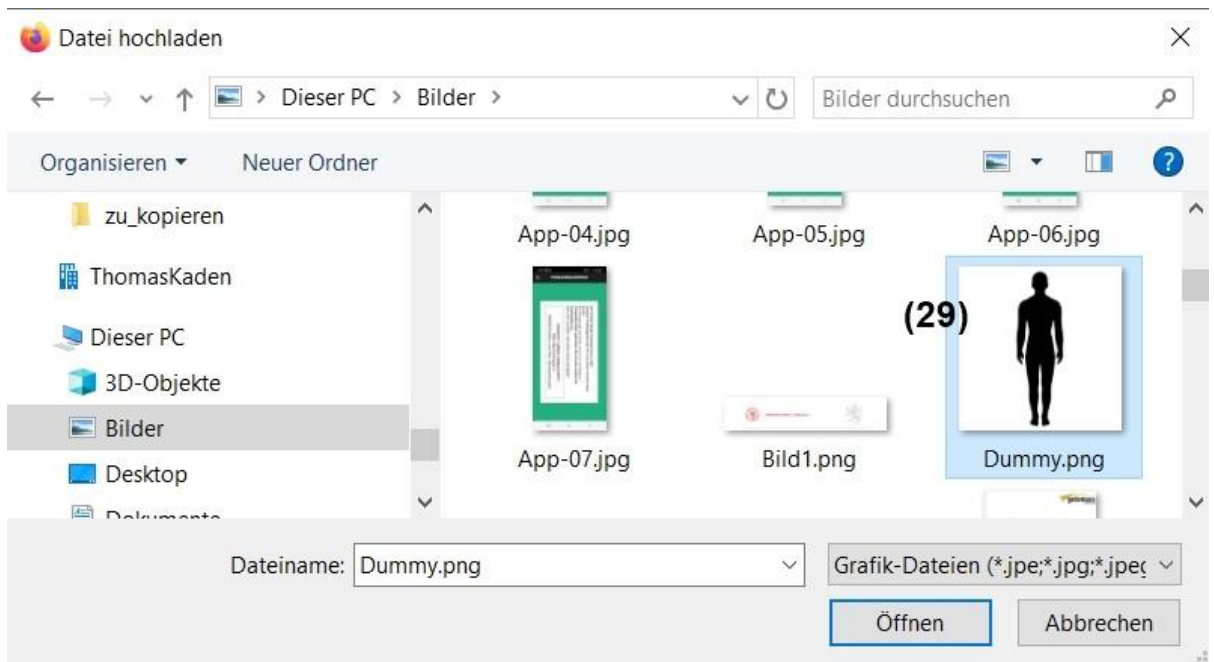 Datei hochladen
Dieser PC > Bilder >
Bilder durchsuchen
Organisieren
Neuer Ordner
zu_kopieren
ThomasKaden
Dieser PC
3D-Objekte
Bilder
Desktop
Dokumente
App-04.jpg
App-05.jpg
App-06.jpg
(29)
App-07.jpg
Bild1.png
Dummy.png
Dateiname: Dummy.png
Grafik-Dateien (*.jpe;*.jpg;*.jpeg
Öffnen
Abbrechen